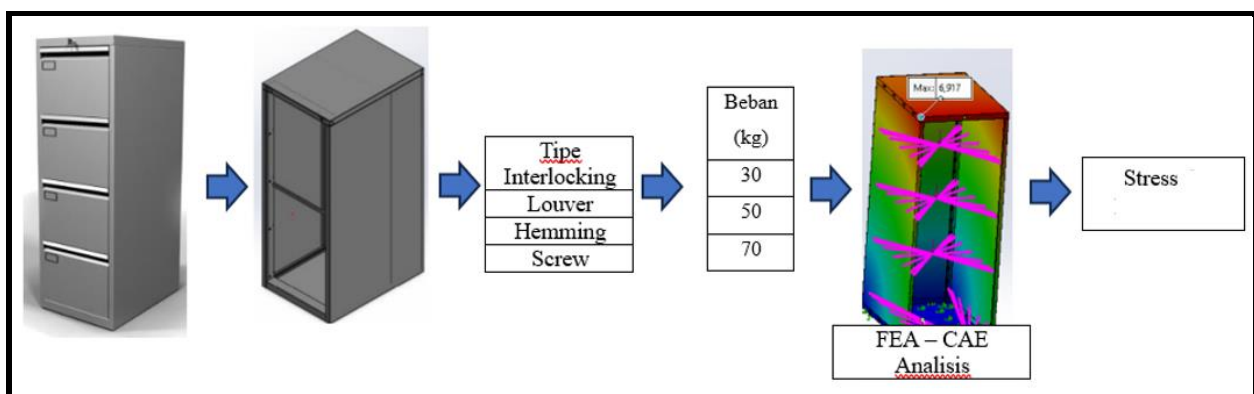 Tipe
Interlocking
Louver
Hemming
Screw
Beban
(kg)
30
50
70
Max: 6,917
FEA – CAE
Analisis
Stress